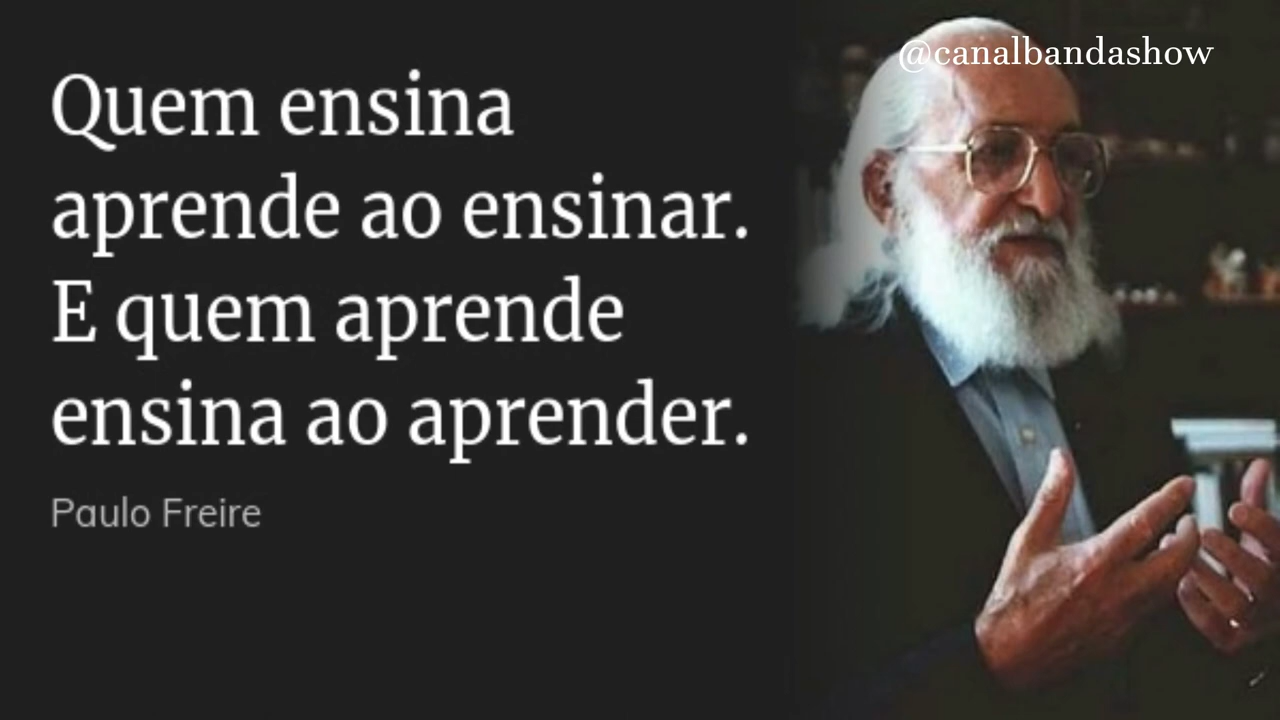 @canalbandashow
Quem ensina
aprende ao ensinar.
E quem aprende
ensina ao aprender.
Paulo Freire